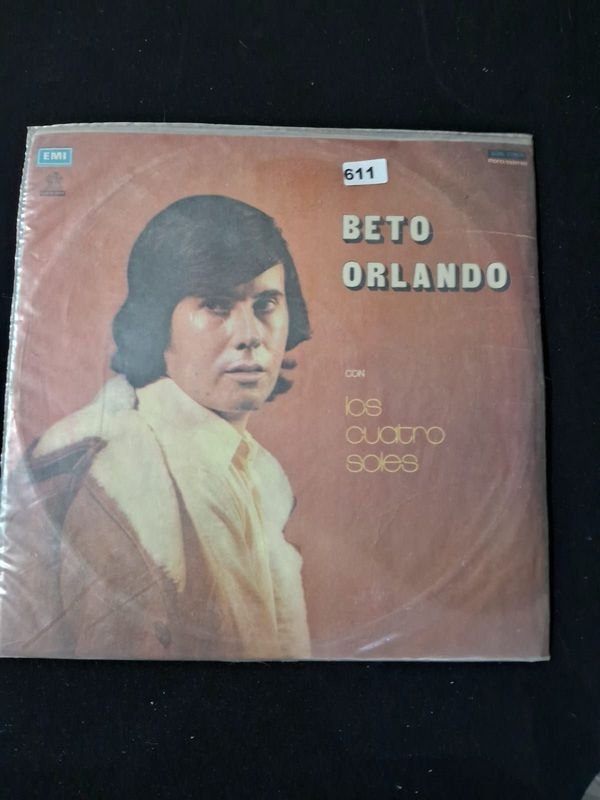 EMI
611
BETO
ORLANDO
CON
los
cuatro
soles